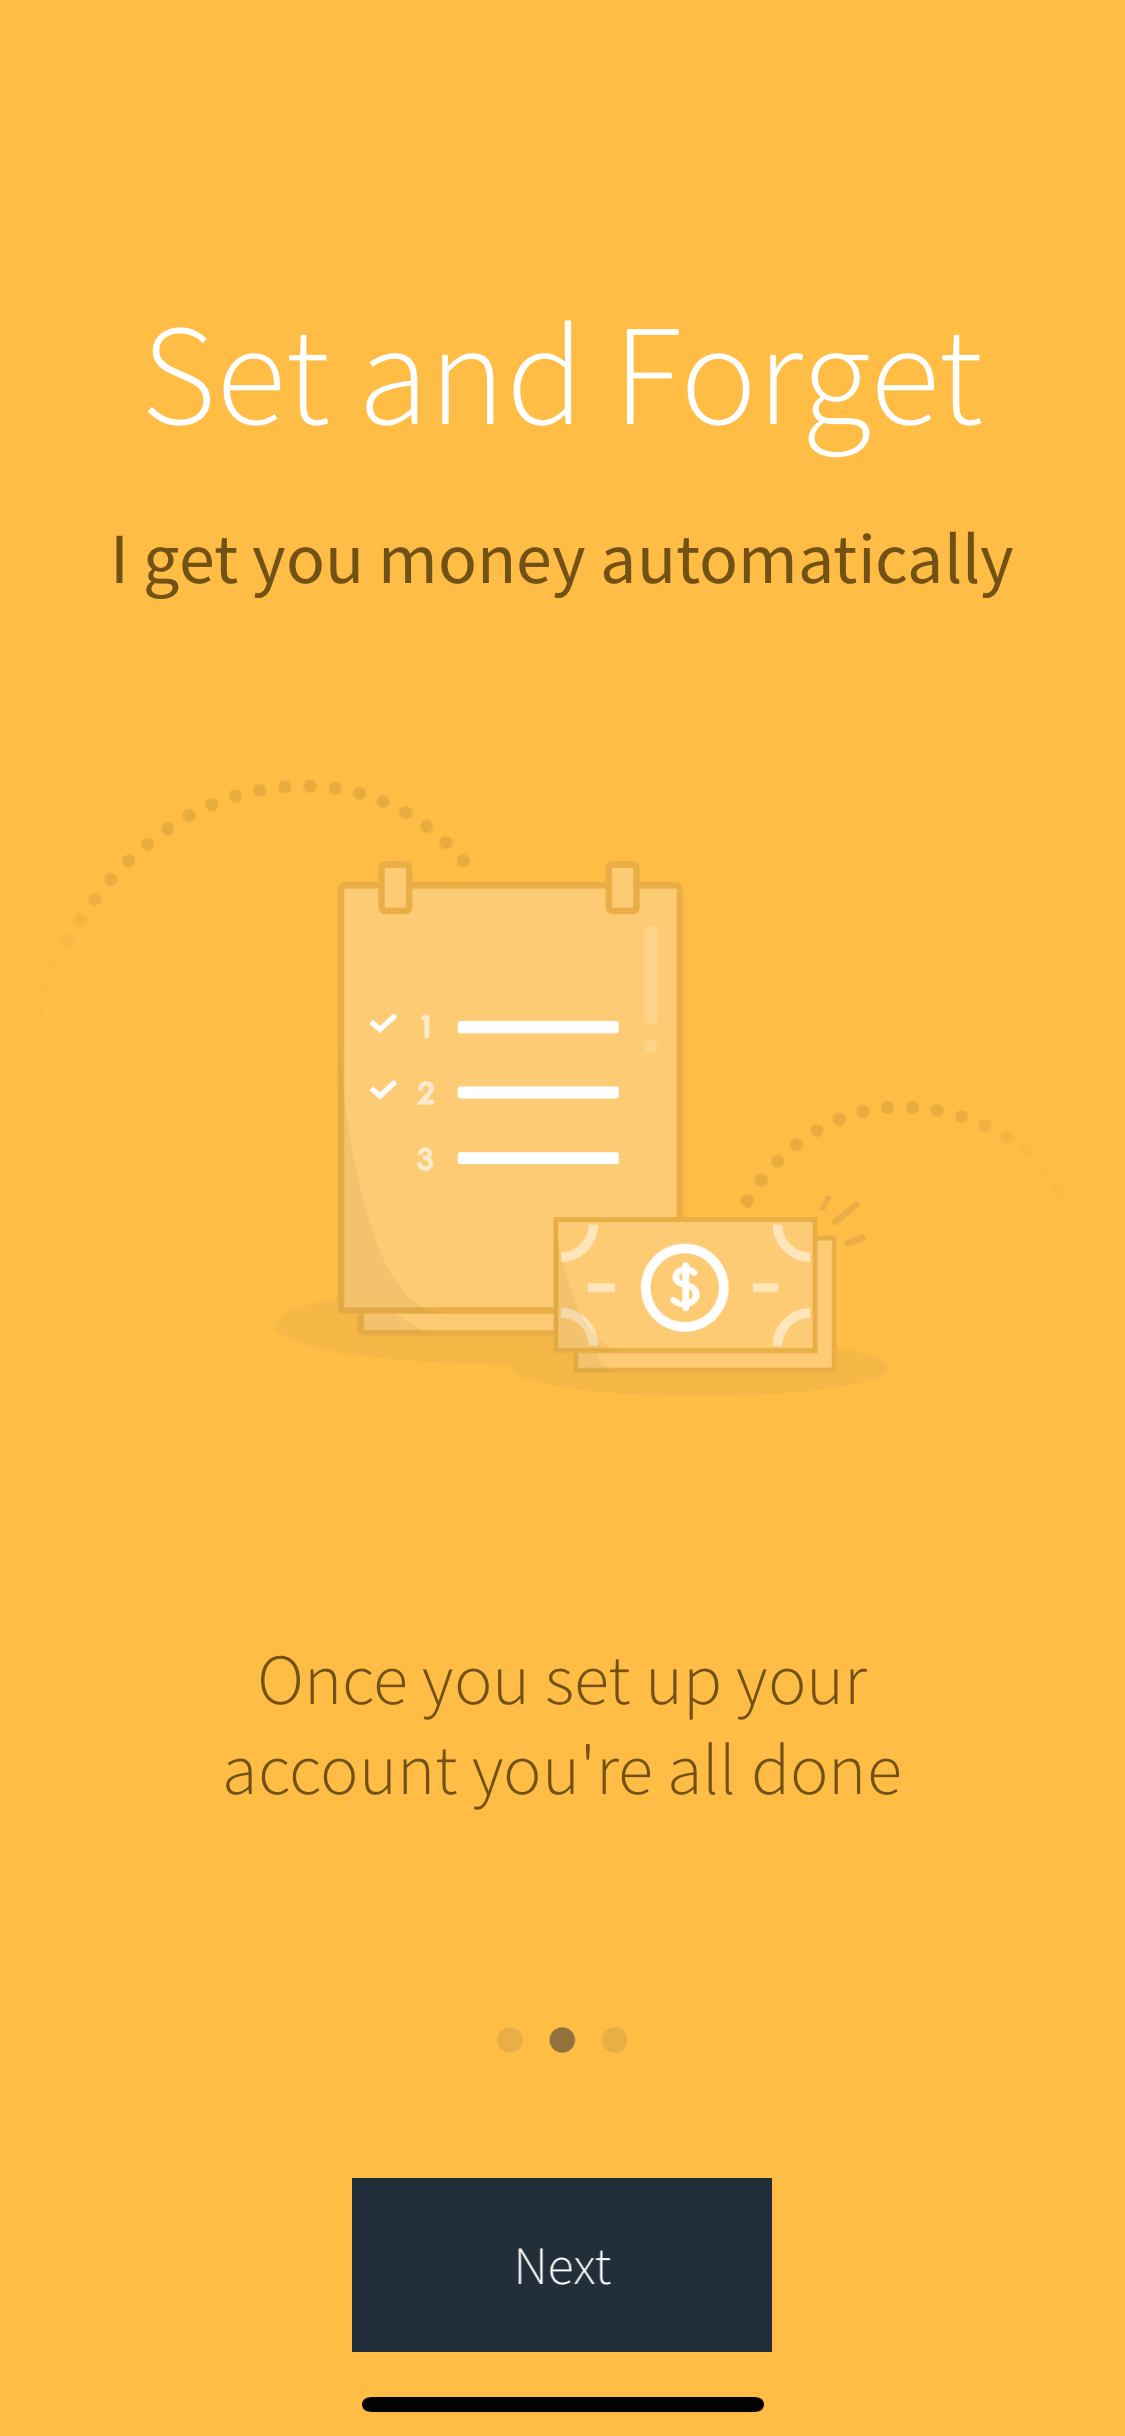 Set and Forget
I get you money automatically
1
2
3
$
Once you set up your
account you're all done
Next